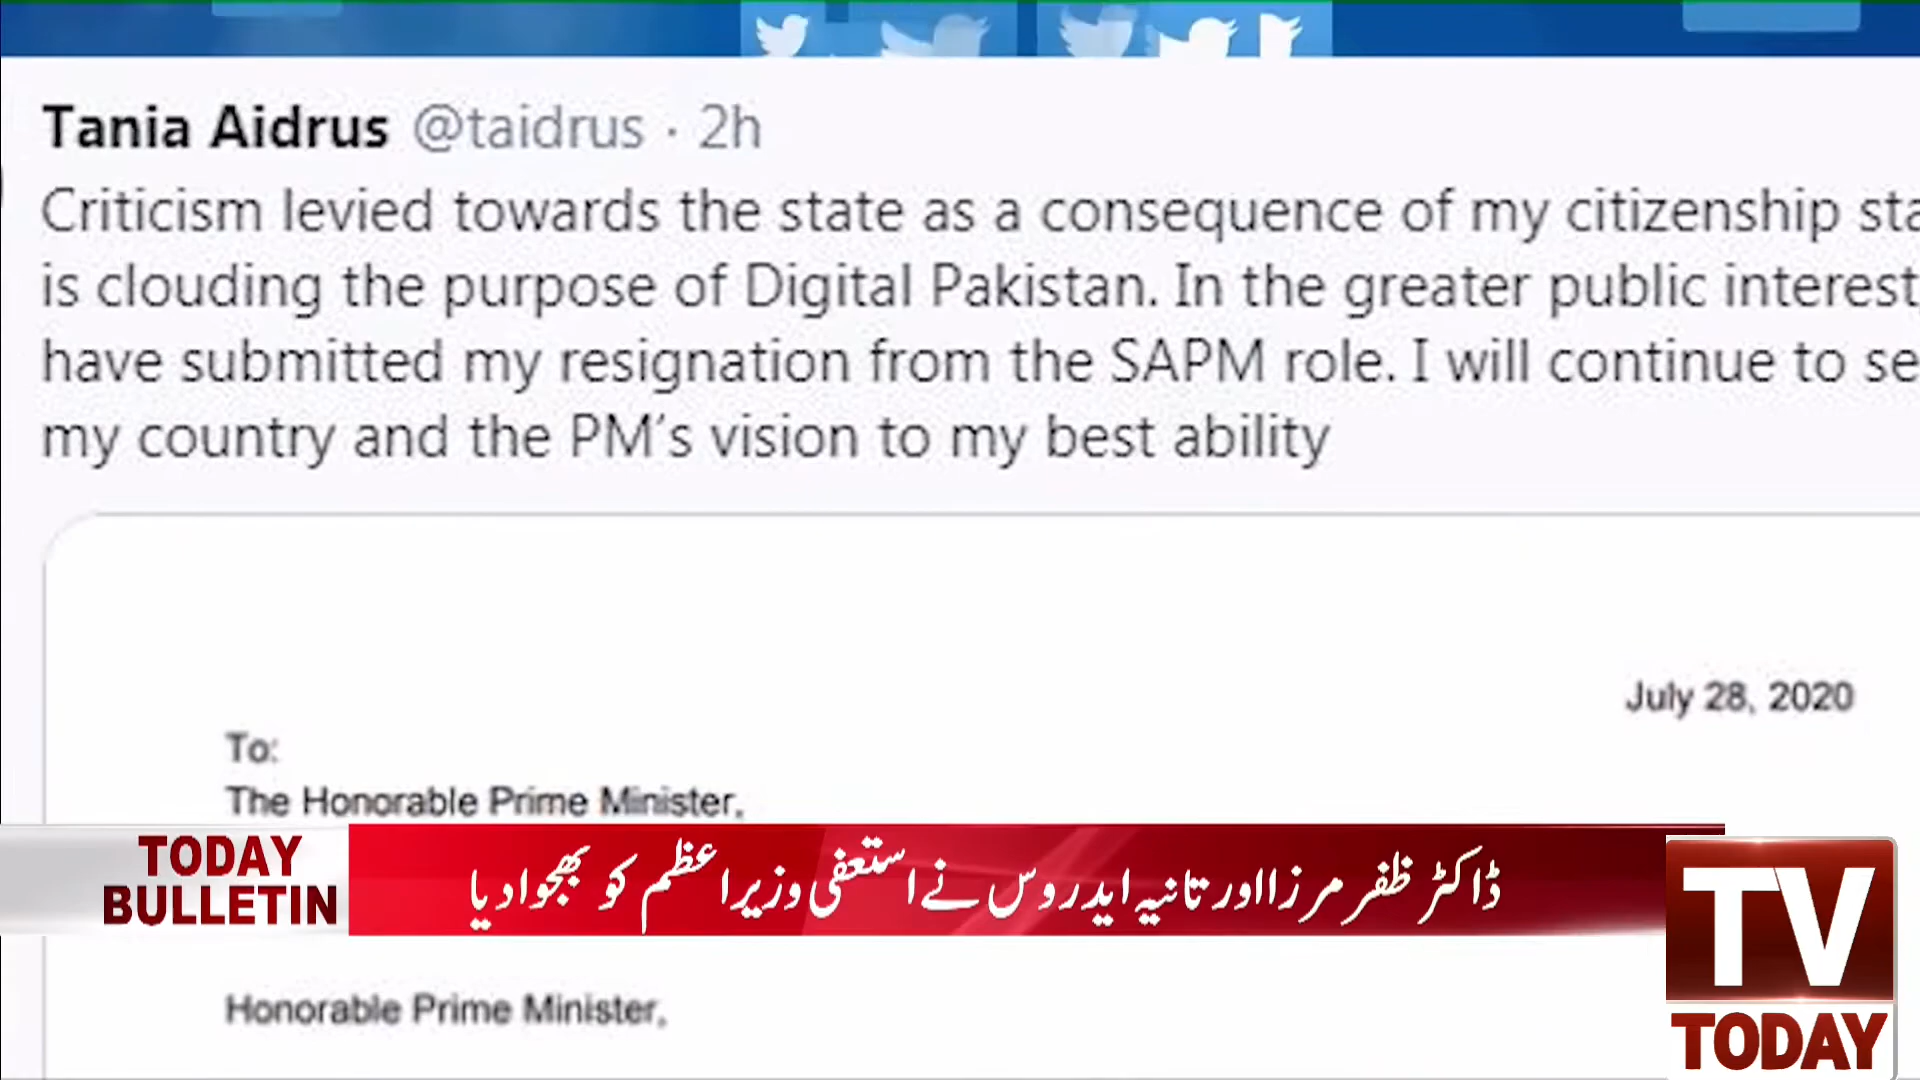 Tania Aidrus @taidrus · 2h
Criticism levied towards the state as a consequence of my citizenship
is clouding the purpose of Digital Pakistan. In the greater public interest,
have submitted my resignation from the SAPM role. I will continue to
my country and the PM's vision to my best ability
July 28, 2020
To:
The Honorable Prime Minister,
TODAY
BULLETIN
ڈاکٹر ظفر مرزا اور تانیہ ایدروس نے استعفی وزیراعظم کو بھجوا دیا
Honorable Prime Minister,
TV
TODAY